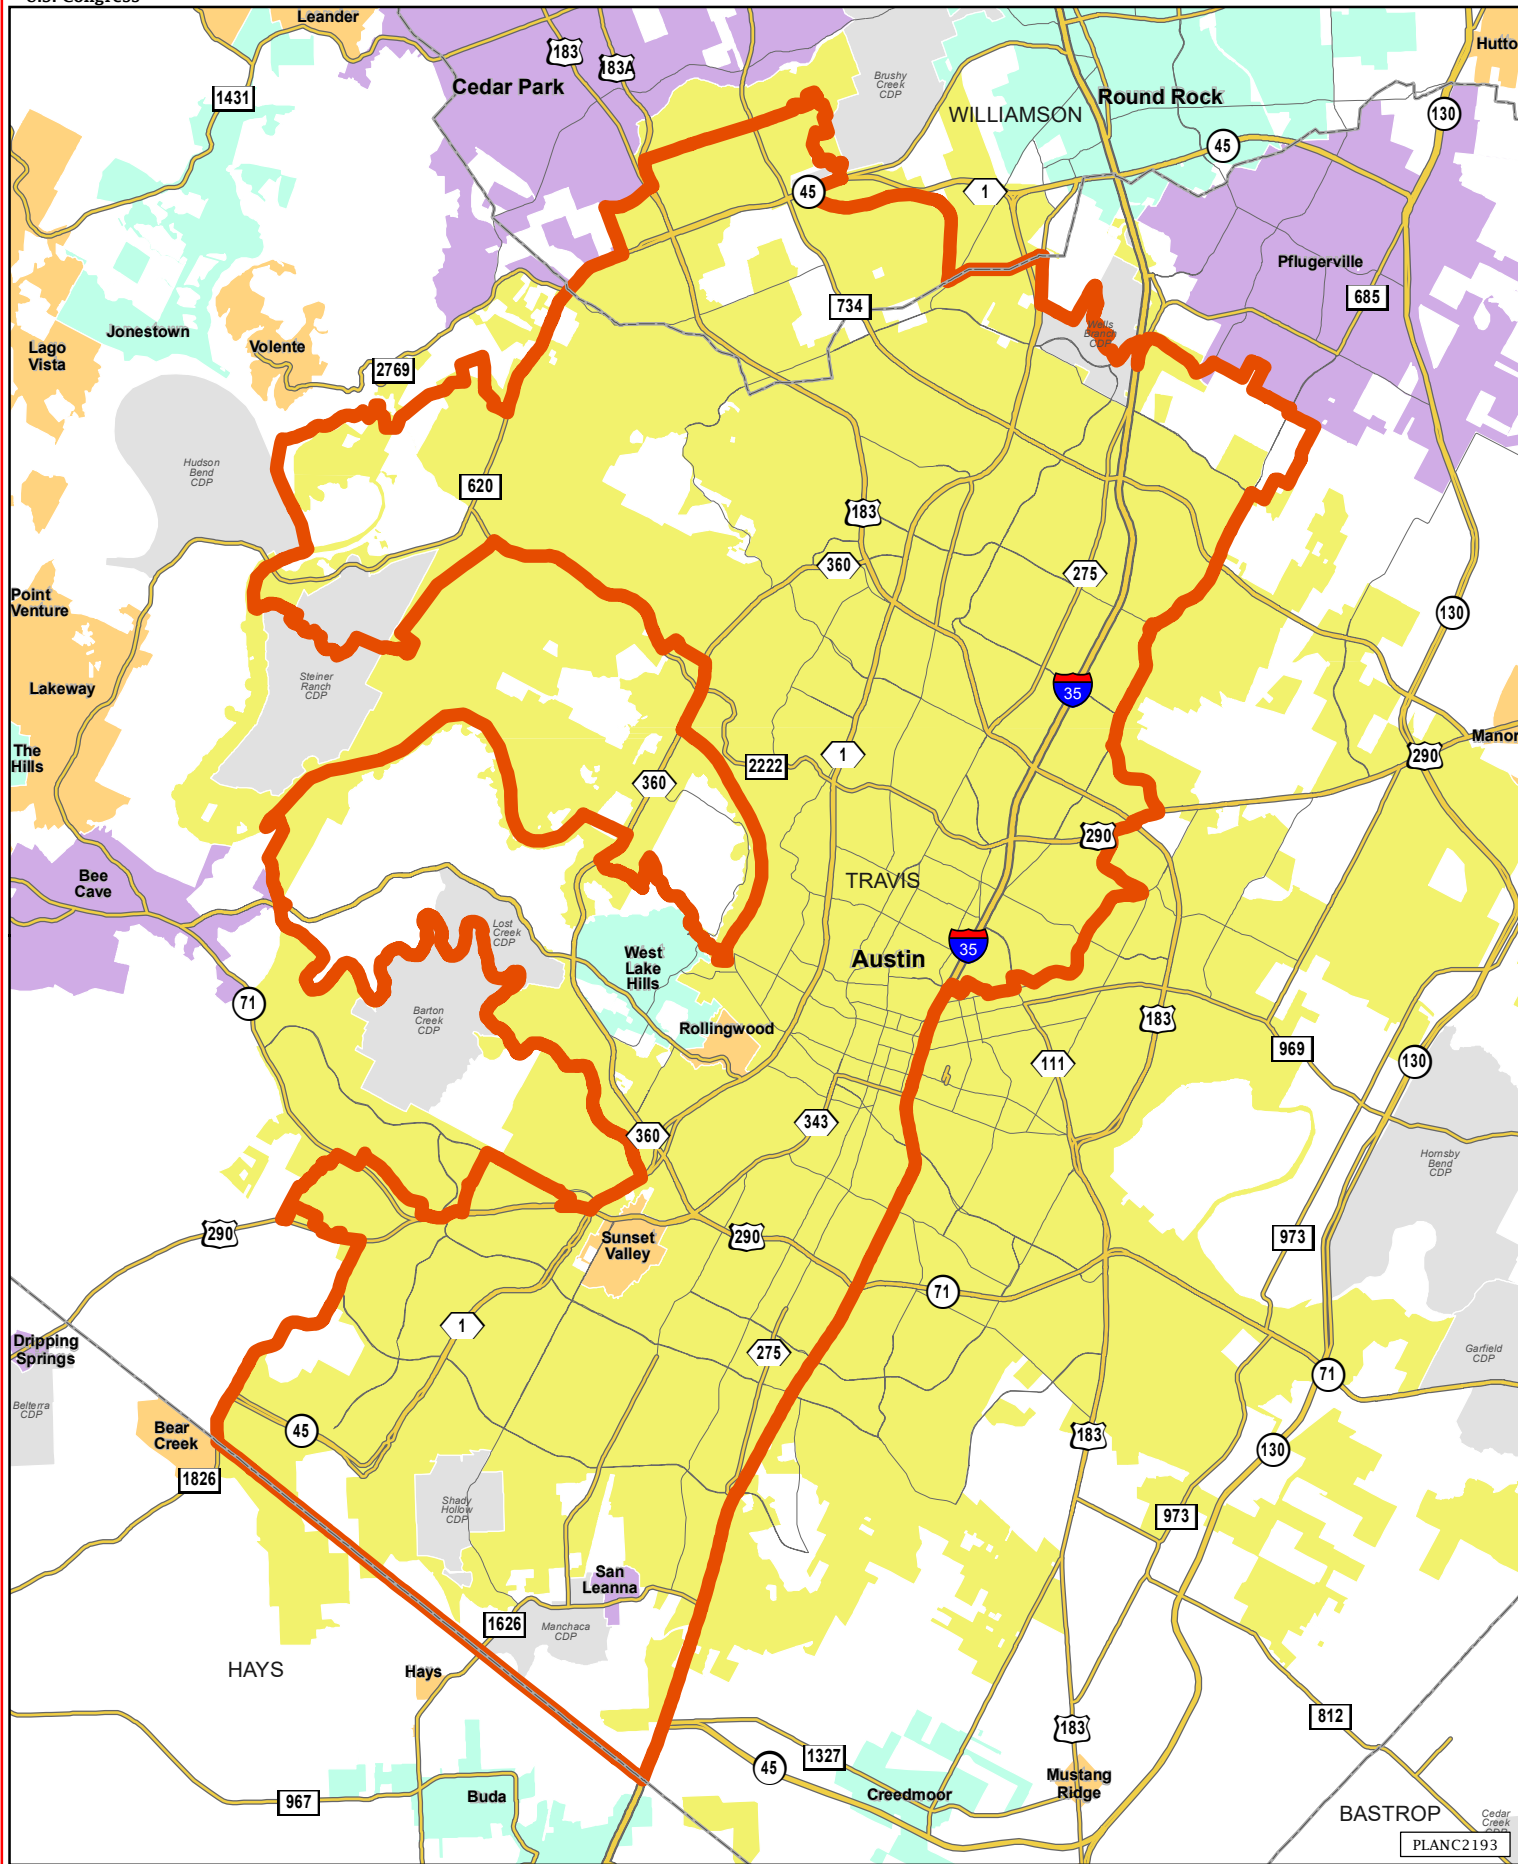 U.S. Congress
Leander
183
183A
Hutto
Cedar Park
Brushy
Creek
CDP
1431
Round Rock
WILLIAMSON
130
45
45
1
Pflugerville
685
734
Jonestown
Volente
Lago
Vista
Wells
Branch
CDP
2769
Hudson
Bend
CDP
620
183
360
275
Point
Venture
130
Steiner
Ranch
CDP
Lakeway
35
The
Hills
Manor
290
2222
1
360
290
Bee
Cave
TRAVIS
Lost
Creek
CDP
West
Lake
Hills
Austin
35
71
Barton
Creek
CDP
Rollingwood
183
969
111
130
343
360
Hornsby
Bend
CDP
290
Sunset
Valley
290
973
71
1
Dripping
Springs
275
Garfield
CDP
71
Belterra
CDP
Bear
Creek
45
183
130
1826
Shady
Hollow
CDP
973
San
Leanna
1626
Manchaca
CDP
HAYS
Hays
812
183
1327
45
Mustang
Ridge
967
Buda
Creedmoor
BASTROP
Cedar
Creek
CDP
PLANC2193